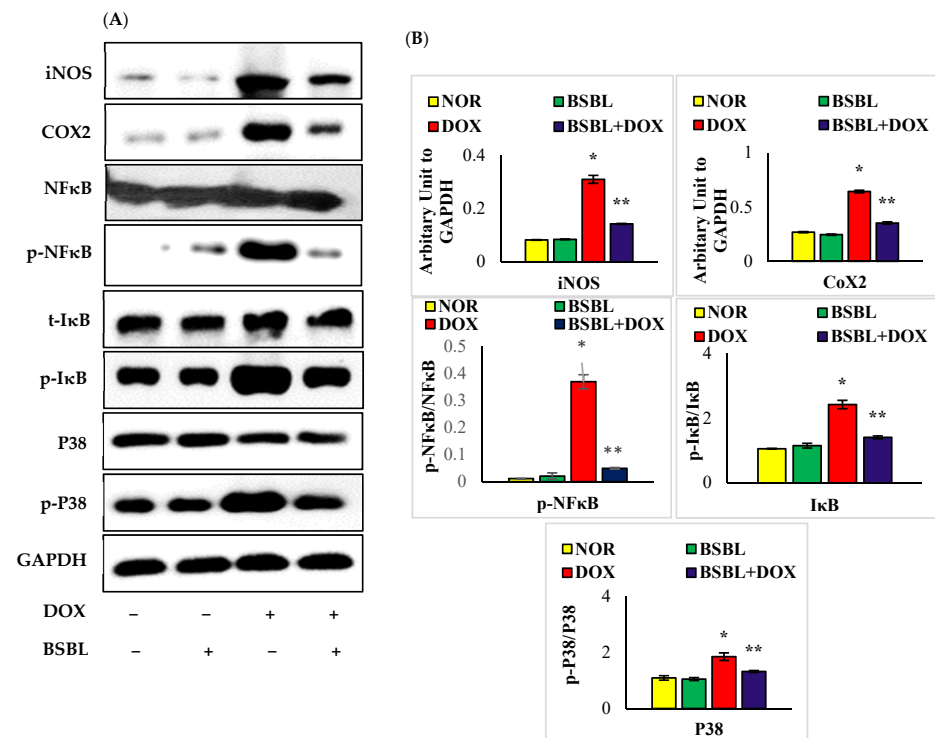 (A)
iNOS
COX2
NFκB
p-NFκB
t-IκB
p-IκB
P38
p-P38
GAPDH
DOX – – + +
BSBL – + – +
(B)
NOR BSBL
DOX BSBL+DOX
Arbitary Unit to
GAPDH
0.4
0.2
0
*
**
iNOS
NOR BSBL
DOX BSBL+DOX
Arbitary Unit to
GAPDH
1
0.5
0
*
**
CoX2
NOR BSBL
DOX BSBL+DOX
p-NFκB/NFκB
0.5
0.4
0.3
0.2
0.1
0
*
**
p-NFκB
NOR BSBL
DOX BSBL+DOX
p-IκB/IκB
4
2
0
*
**
IκB
NOR BSBL
DOX BSBL+DOX
p-P38/P38
4
2
0
*
**
P38